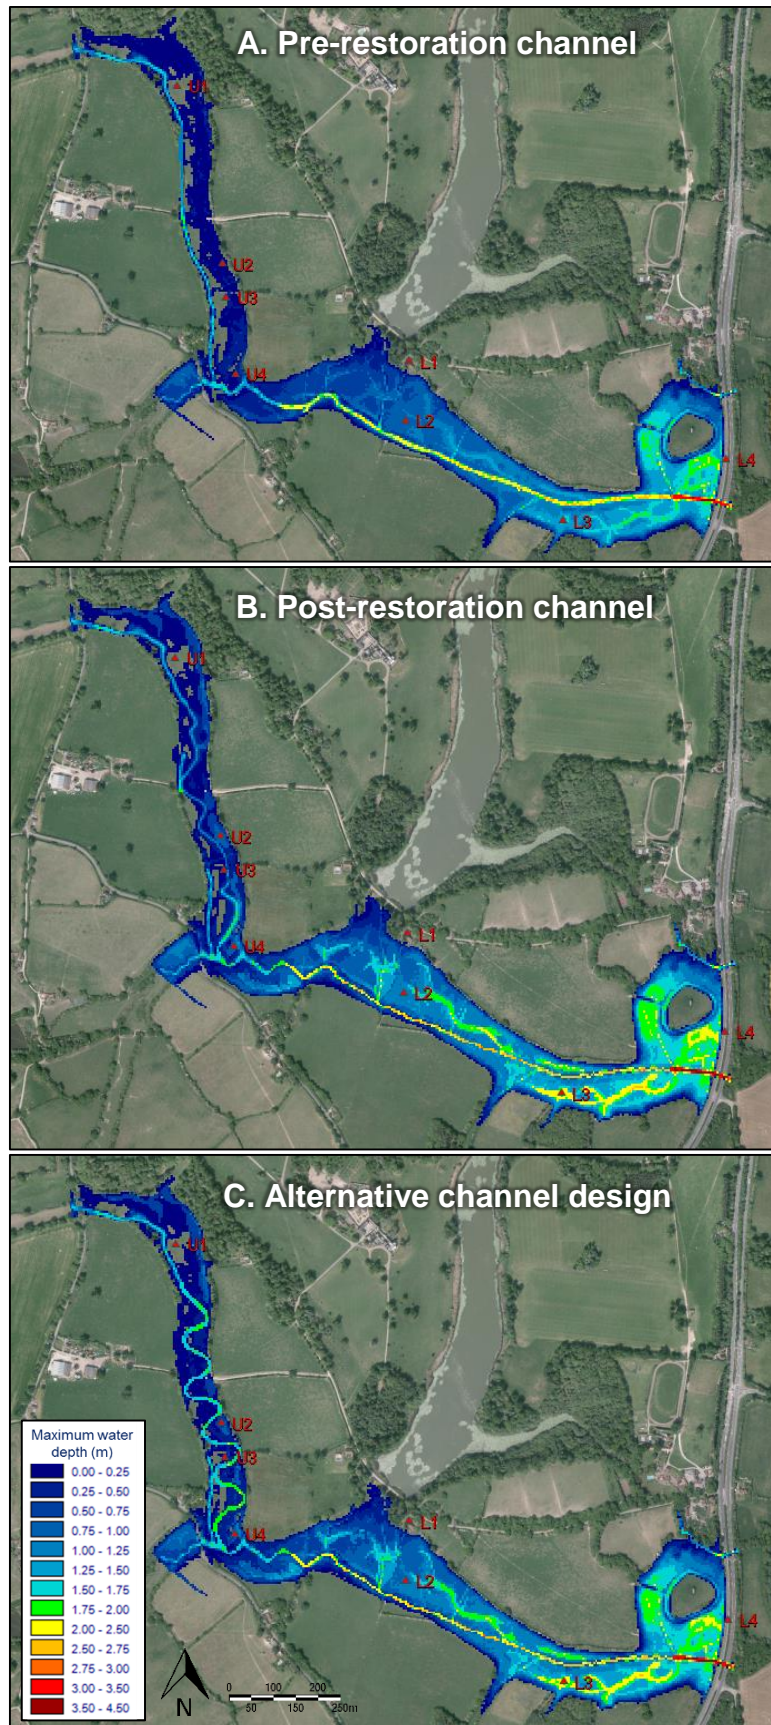 A. Pre-restoration channel
U1
U2
U3
U4
L1
L2
L3
L4
B. Post-restoration channel
U1
U2
U3
U4
L1
L2
L3
L4
C. Alternative channel design
U1
U2
U3
U4
L1
L2
L3
L4
Maximum water
depth (m)
0.00 - 0.25
0.25 - 0.50
0.50 - 0.75
0.75 - 1.00
1.00 - 1.25
1.25 - 1.50
1.50 - 1.75
1.75 - 2.00
2.00 - 2.50
2.50 - 2.75
2.75 - 3.00
3.00 - 3.50
3.50 - 4.50
N
0 100 200
50 150 250m